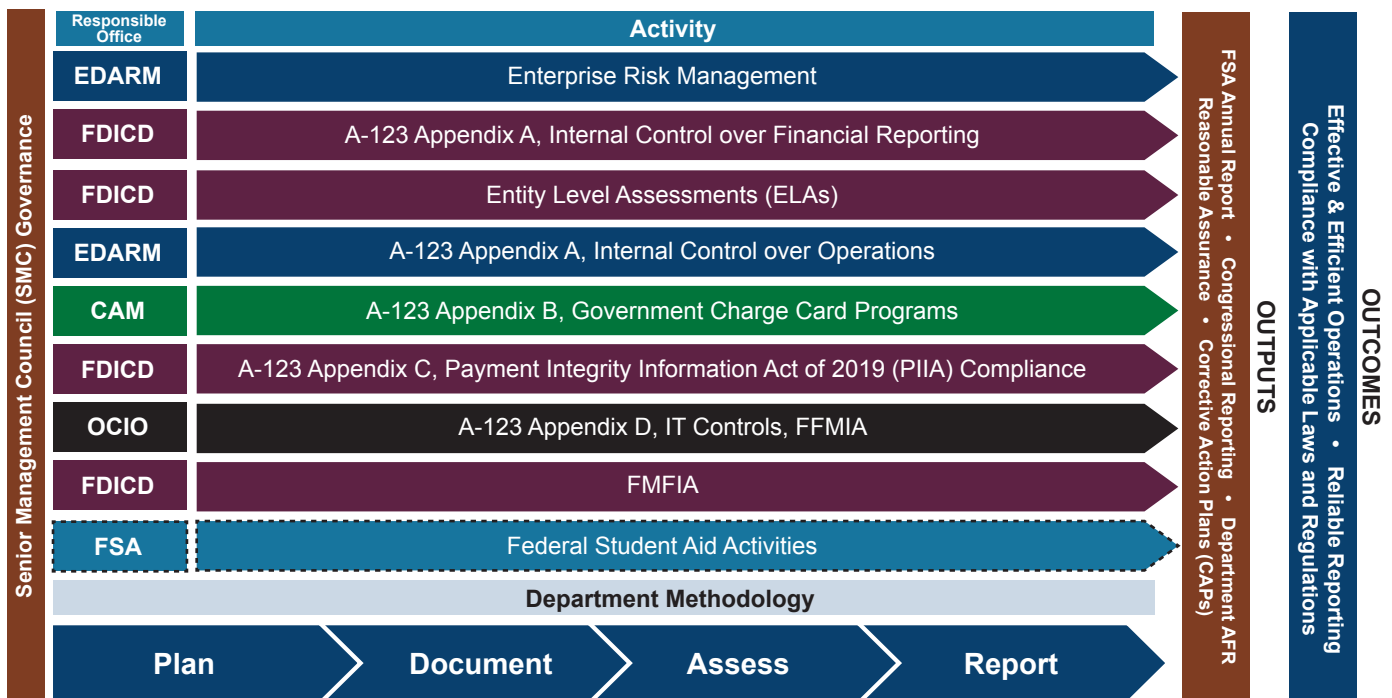 Senior Management Council (SMC) Governance
Responsible
Office
Activity
EDARM
Enterprise Risk Management
FDICD
A-123 Appendix A, Internal Control over Financial Reporting
FDICD
Entity Level Assessments (ELAs)
EDARM
A-123 Appendix A, Internal Control over Operations
CAM
A-123 Appendix B, Government Charge Card Programs
FDICD
A-123 Appendix C, Payment Integrity Information Act of 2019 (PIIA) Compliance
OCIO
A-123 Appendix D, IT Controls, FFMIA
FDICD
FMFIA
FSA
Federal Student Aid Activities
Department Methodology
Plan
Document
Assess
Report
FSA Annual Report • Congressional Reporting • Department AFR
Reasonable Assurance • Corrective Action Plans (CAPs)
OUTPUTS
Effective & Efficient Operations • Reliable Reporting
Compliance with Applicable Laws and Regulations
OUTCOMES